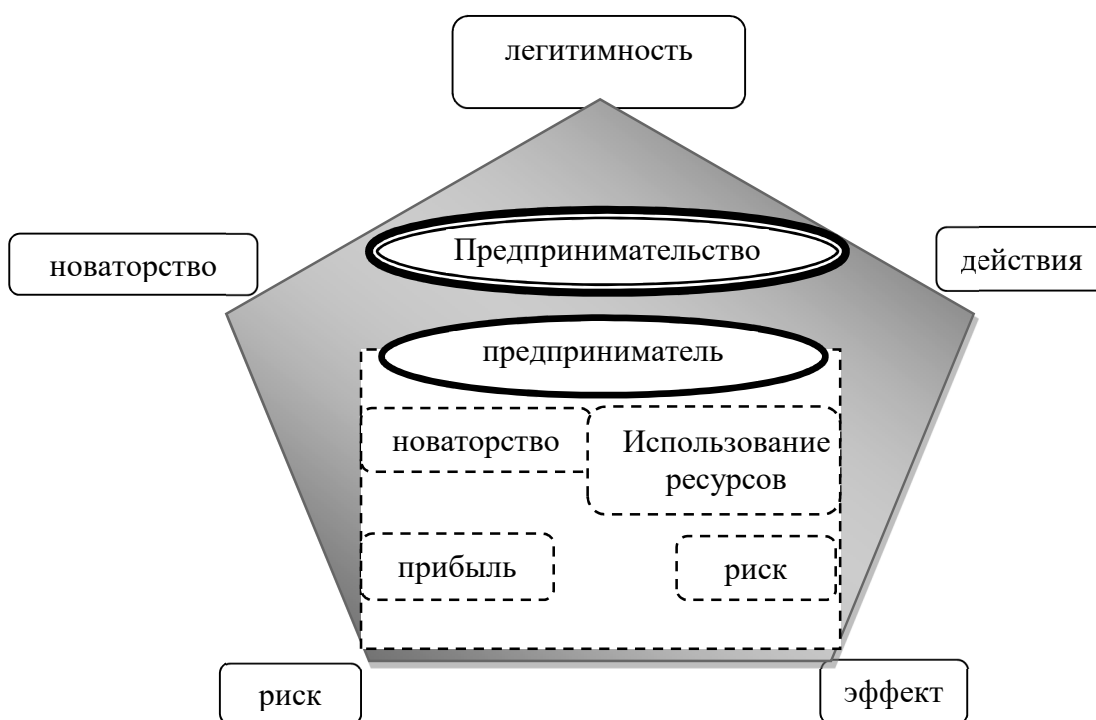 легитимность
новаторство
Предпринимательство
действия
предприниматель
новаторство
Использование
ресурсов
прибыль
риск
риск
эффект